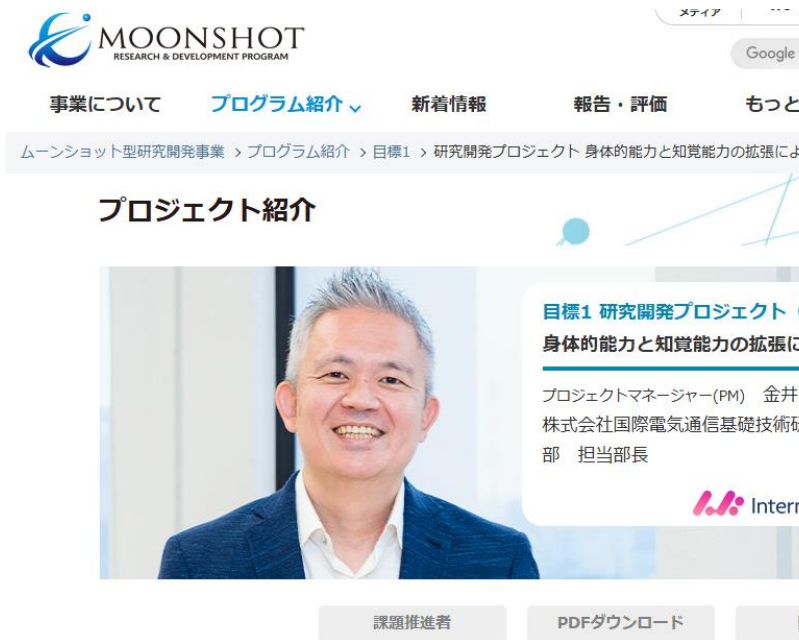 メディア
MOONSHOT
RESEARCH & DEVELOPMENT PROGRAM
Google
事業について プログラム紹介 新着情報 報告・評価 もっと
ムーンショット型研究開発事業 > プログラム紹介 > 目標1 > 研究開発プロジェクト 身体的能力と知覚能力の拡張によ
プロジェクト紹介
目標1 研究開発プロジェクト（
身体的能力と知覚能力の拡張に
プロジェクトマネージャー(PM) 金井
株式会社国際電気通信基礎技術研
部 担当部長
Intern
課題推進者 PDFダウンロード